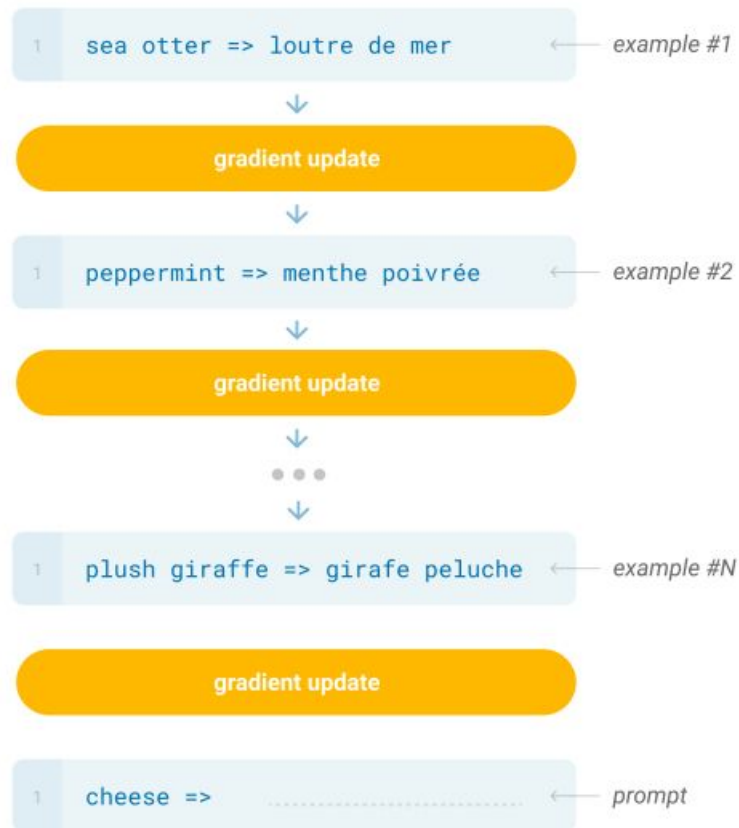 1 sea otter => loutre de mer example #1
gradient update
1 peppermint => menthe poivrée example #2
gradient update
1 plush giraffe => girafe peluche example #N
gradient update
1 cheese => prompt